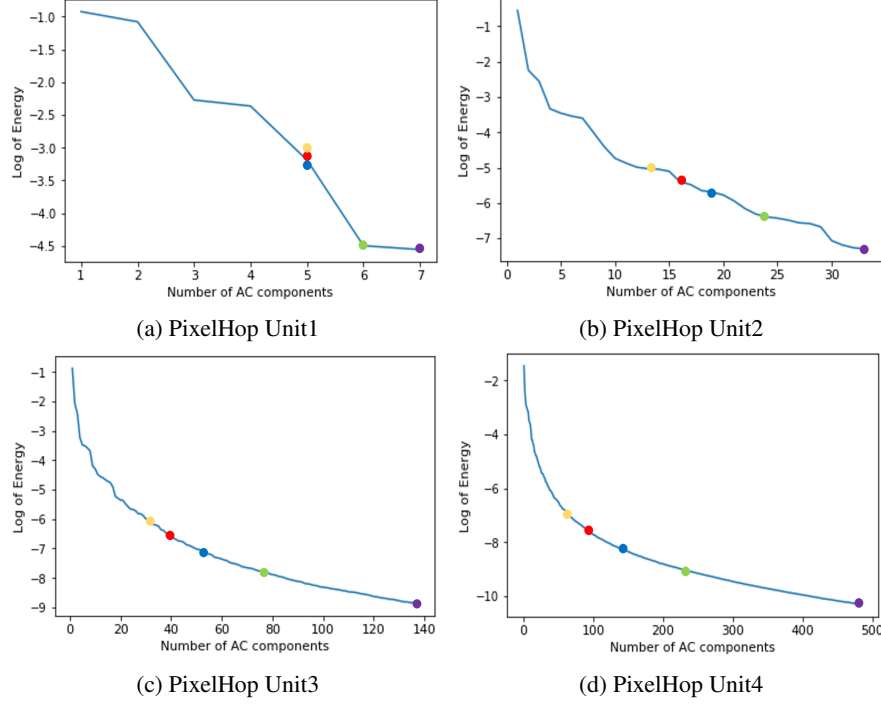 −1.0
−1.5
−2.0
−2.5
−3.0
−3.5
−4.0
−4.5
Log of Energy
1 2 3 4 5 6 7
Number of AC components
(a) PixelHop Unit1
−1
−2
−3
−4
−5
−6
−7
Log of Energy
0 5 10 15 20 25 30
Number of AC components
(b) PixelHop Unit2
−1
−2
−3
−4
−5
−6
−7
−8
−9
Log of Energy
0 20 40 60 80 100 120 140
Number of AC components
(c) PixelHop Unit3
−2
−4
−6
−8
−10
Log of Energy
0 100 200 300 400 500
Number of AC components
(d) PixelHop Unit4